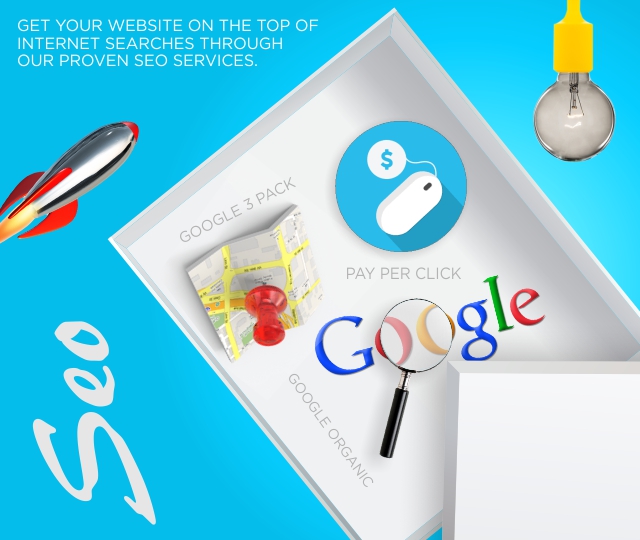 GET YOUR WEBSITE ON THE TOP OF
INTERNET SEARCHES THROUGH
OUR PROVEN SEO SERVICES.
$
GOOGLE 3 PACK
PAY PER CLICK
Google
GOOGLE ORGANIC
Seo